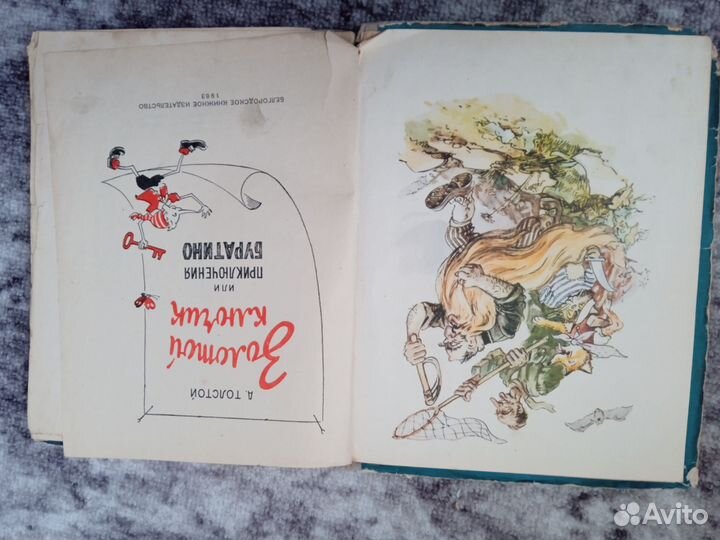 А. ТОЛСТОЙ
Золотой
ключик
ИЛИ
ПРИКЛЮЧЕНИЯ
БУРАТИНО
БЕЛГОРОДСКОЕ КНИЖНОЕ ИЗДАТЕЛЬСТВО
1963
Avito